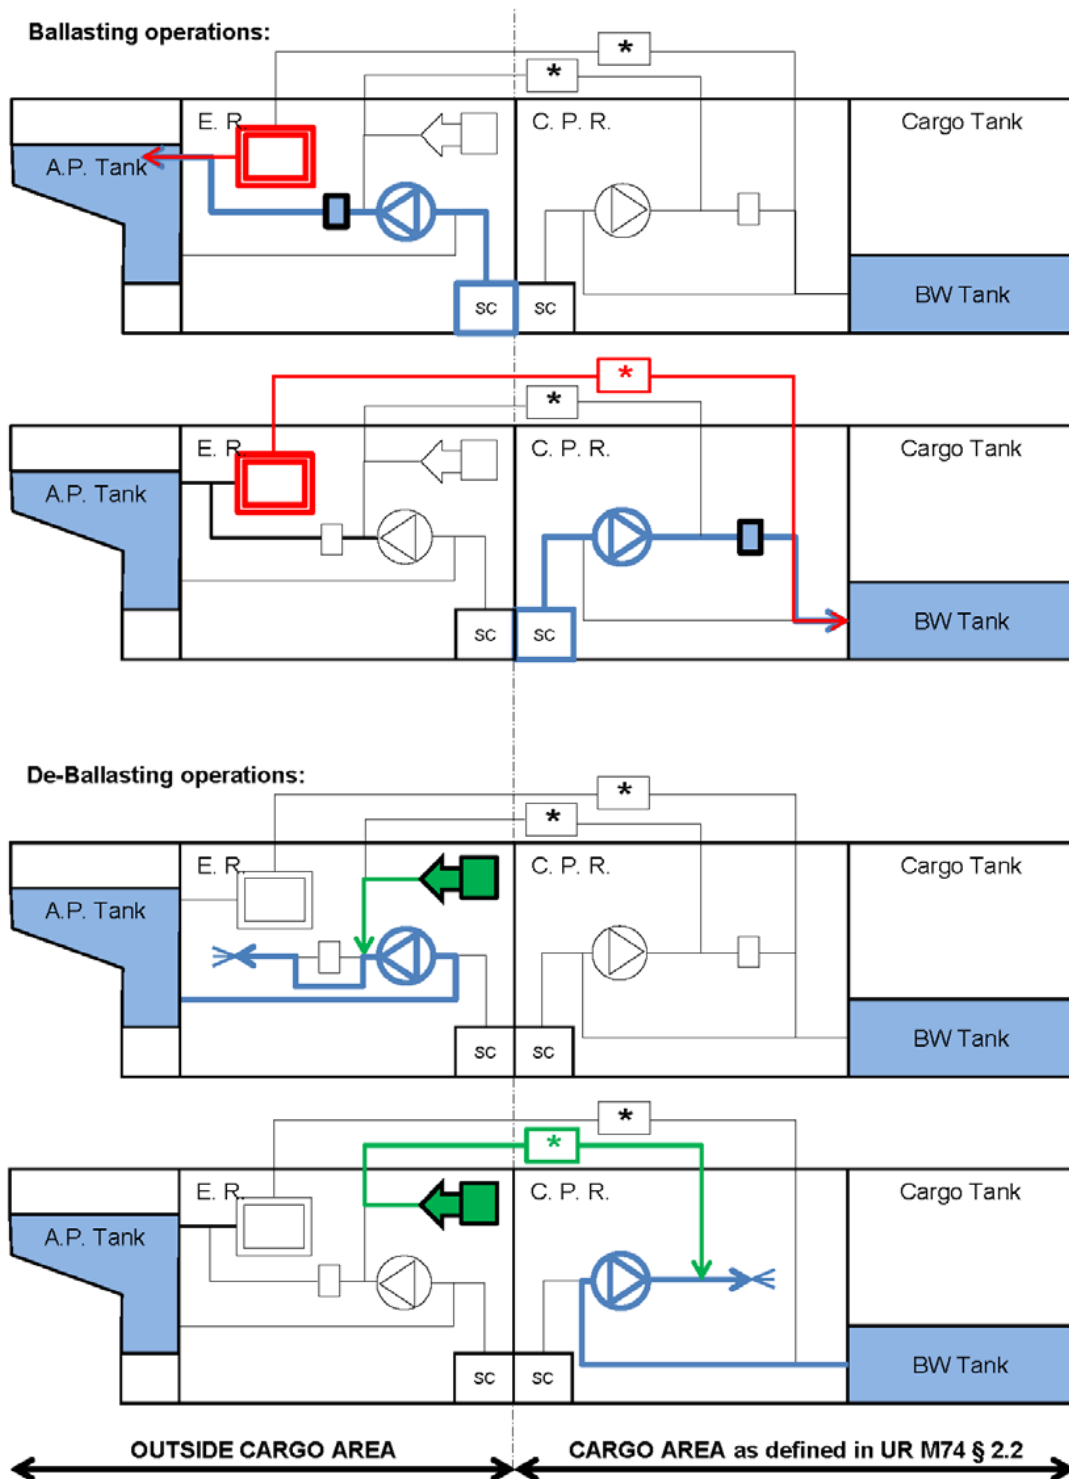 Ballasting operations:
*
*
E. R.
C. P. R.
Cargo Tank
A.P. Tank
SC
SC
BW Tank
*
*
E. R.
C. P. R.
Cargo Tank
A.P. Tank
SC
SC
BW Tank
De-Ballasting operations:
*
*
E. R.
C. P. R.
Cargo Tank
A.P. Tank
SC
SC
BW Tank
*
*
E. R.
C. P. R.
Cargo Tank
A.P. Tank
SC
SC
BW Tank
OUTSIDE CARGO AREA
CARGO AREA as defined in UR M74 § 2.2